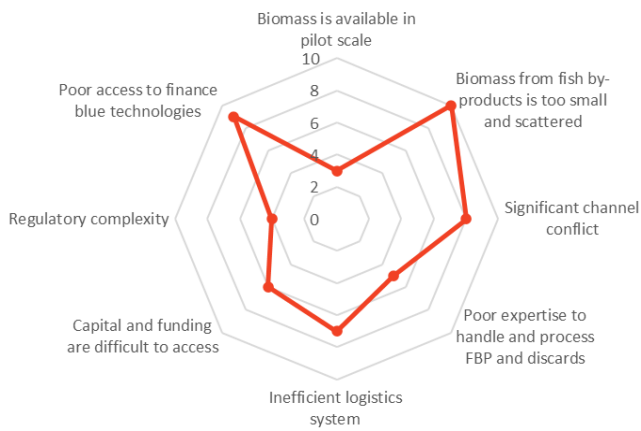 Biomass is available in
pilot scale
10
8
6
4
2
0
Biomass from fish by-
products is too small
and scattered
Significant channel
conflict
Poor expertise to
handle and process
FBP and discards
Inefficient logistics
system
Capital and funding
are difficult to access
Regulatory complexity
Poor access to finance
blue technologies